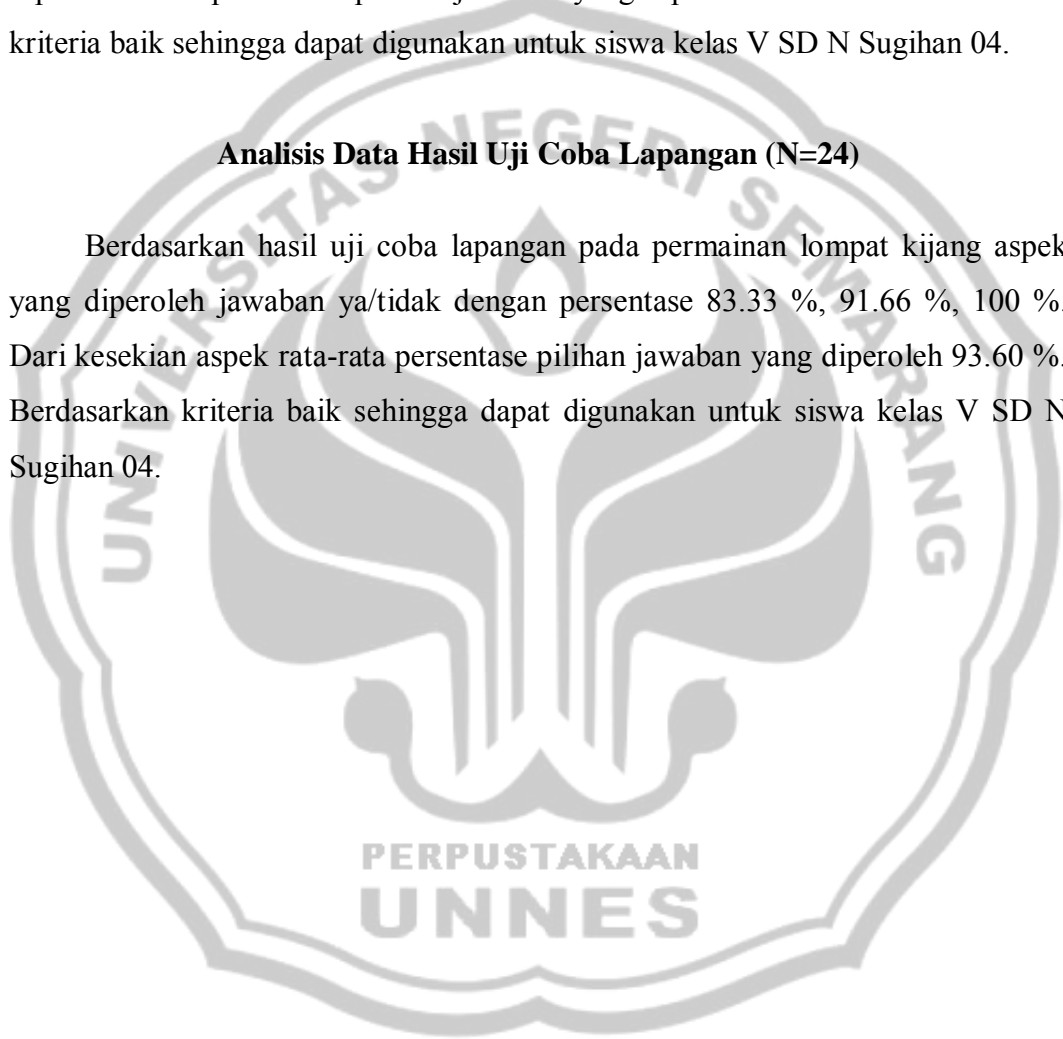 kriteria baik sehingga dapat digunakan untuk siswa kelas V SD N Sugihan 04.
Analisis Data Hasil Uji Coba Lapangan (N=24)
Berdasarkan hasil uji coba lapangan pada permainan lompat kijang aspek
yang diperoleh jawaban ya/tidak dengan persentase 83.33 %, 91.66 %, 100 %.
Dari kesekian aspek rata-rata persentase pilihan jawaban yang diperoleh 93.60 %.
Berdasarkan kriteria baik sehingga dapat digunakan untuk siswa kelas V SD N
Sugihan 04.
UNIVERSITAS NEGERI SEMARANG
PERPUSTAKAAN
UNNES